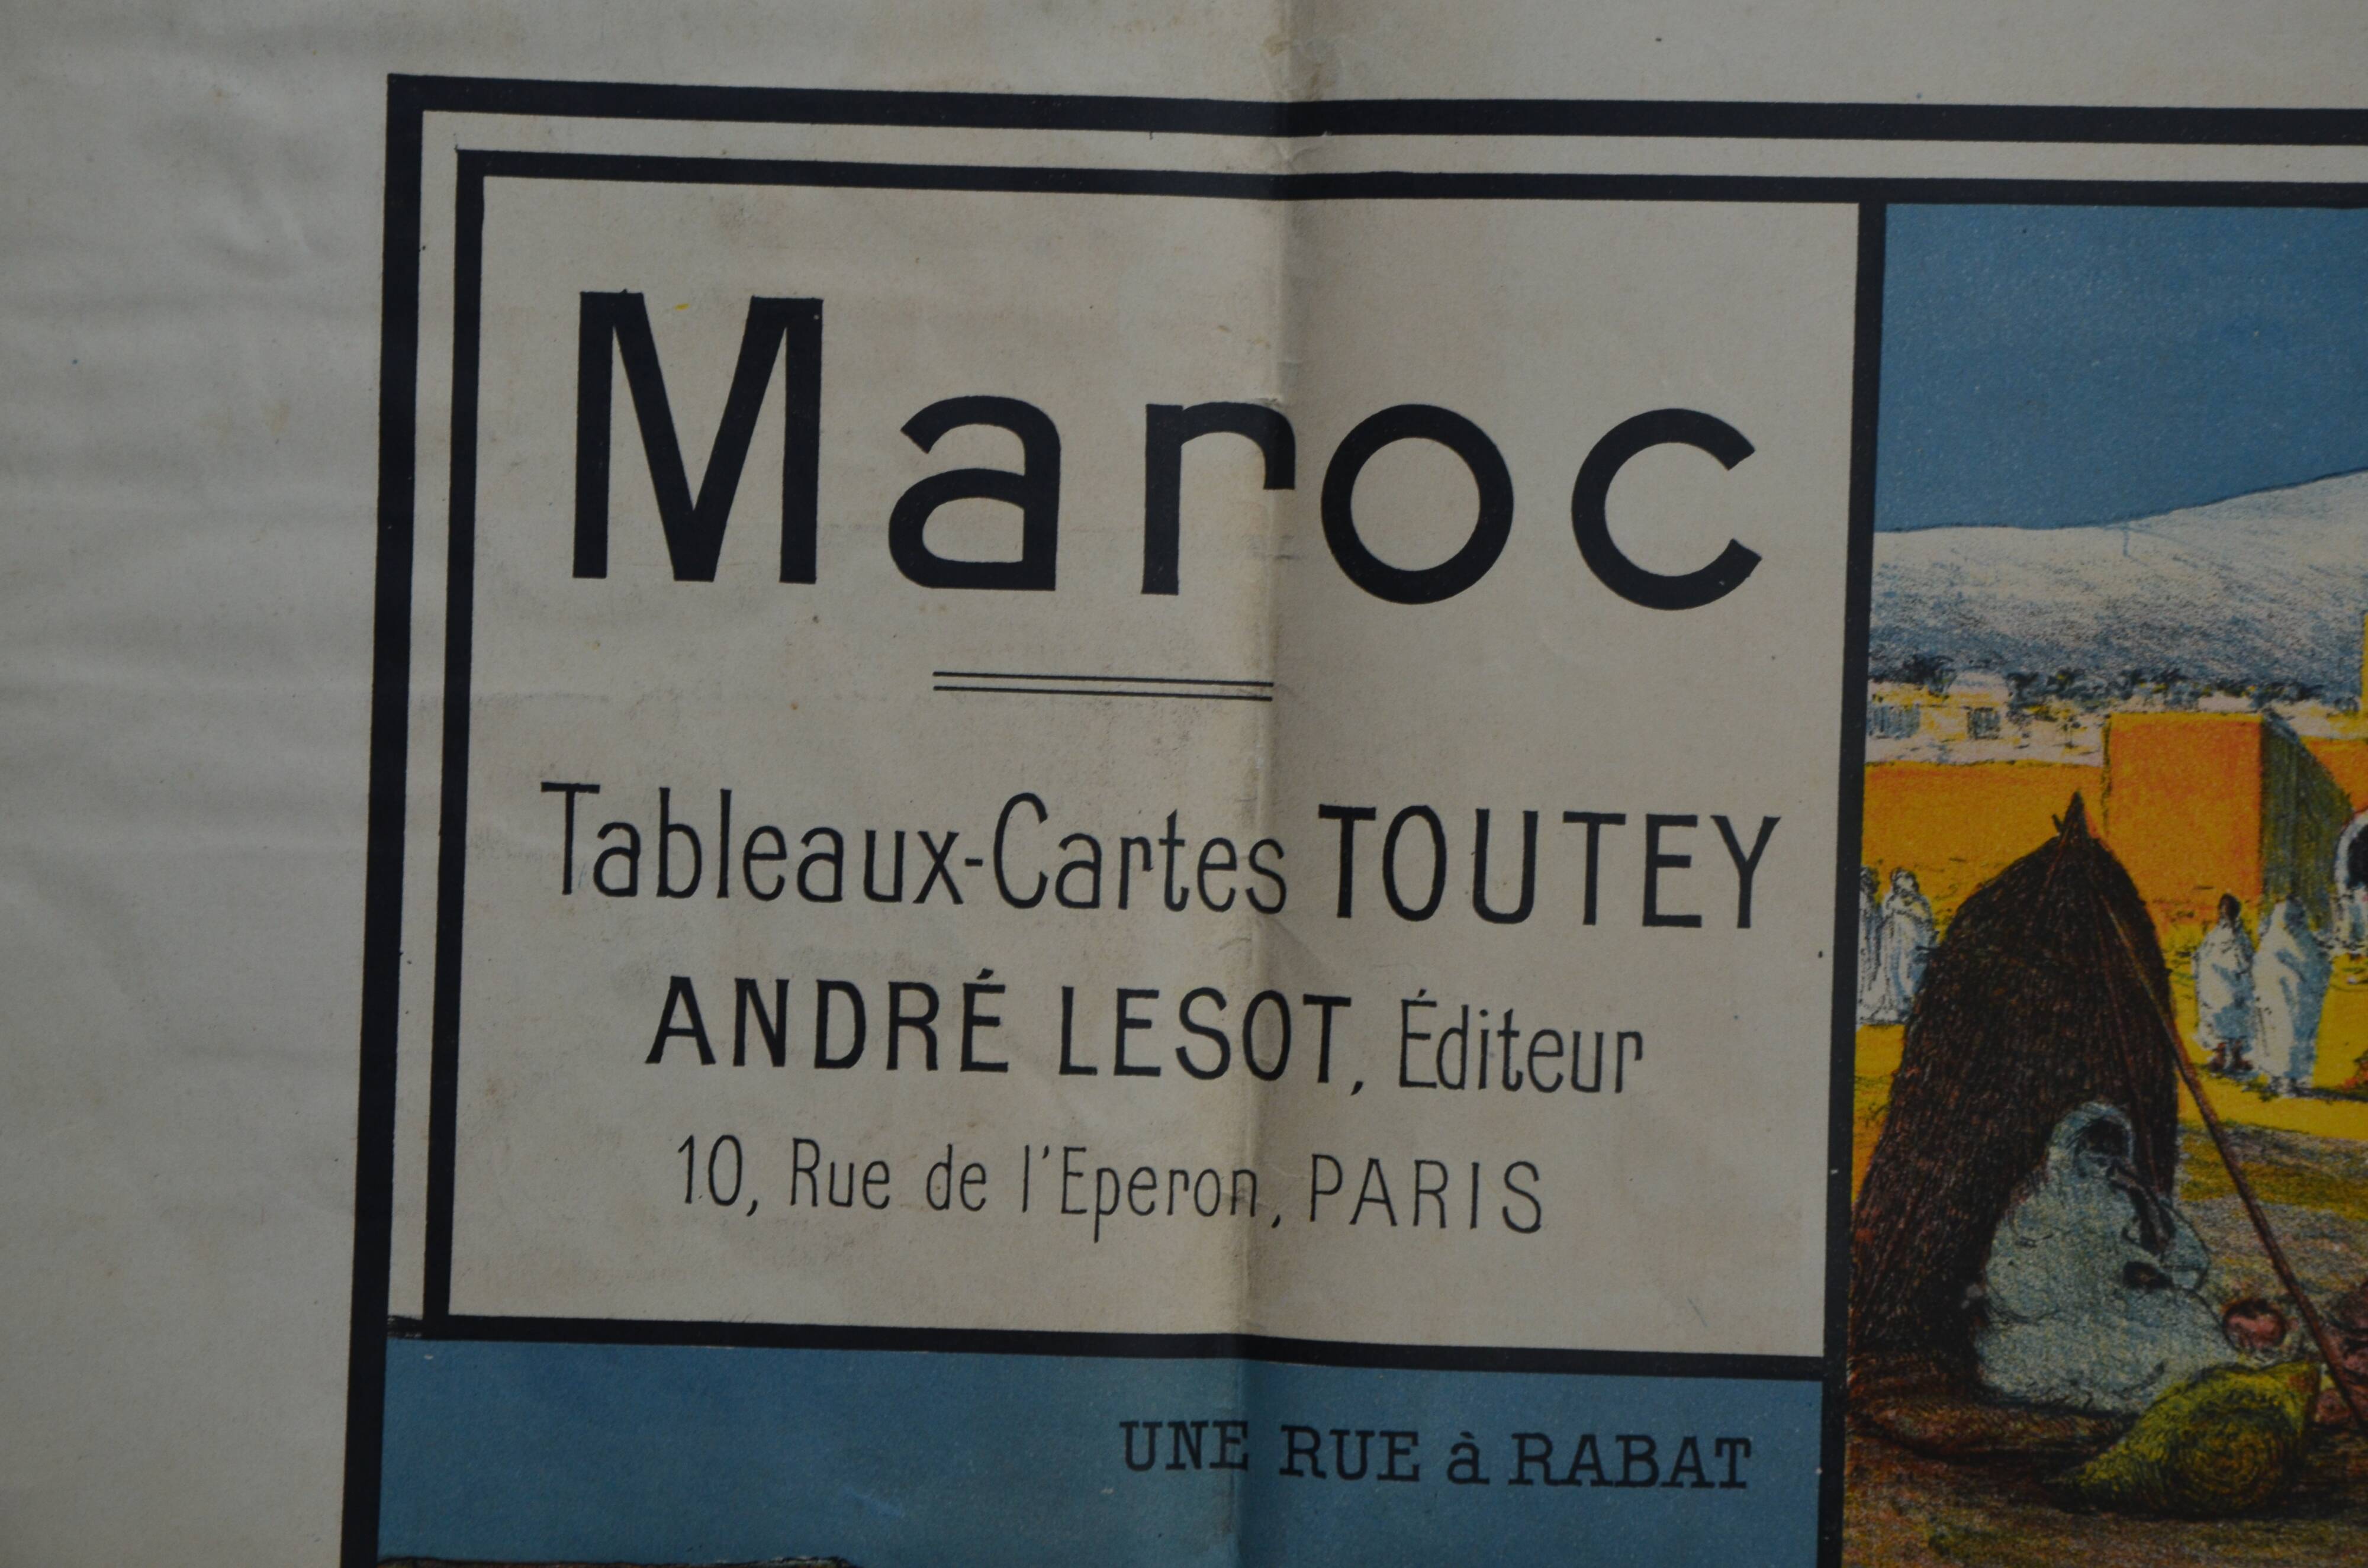 Maroc
Tableaux-Cartes TOUTEY
ANDRÉ LESOT, Éditeur
10, Rue de l'Eperon, PARIS
UNE RUE à RABAT